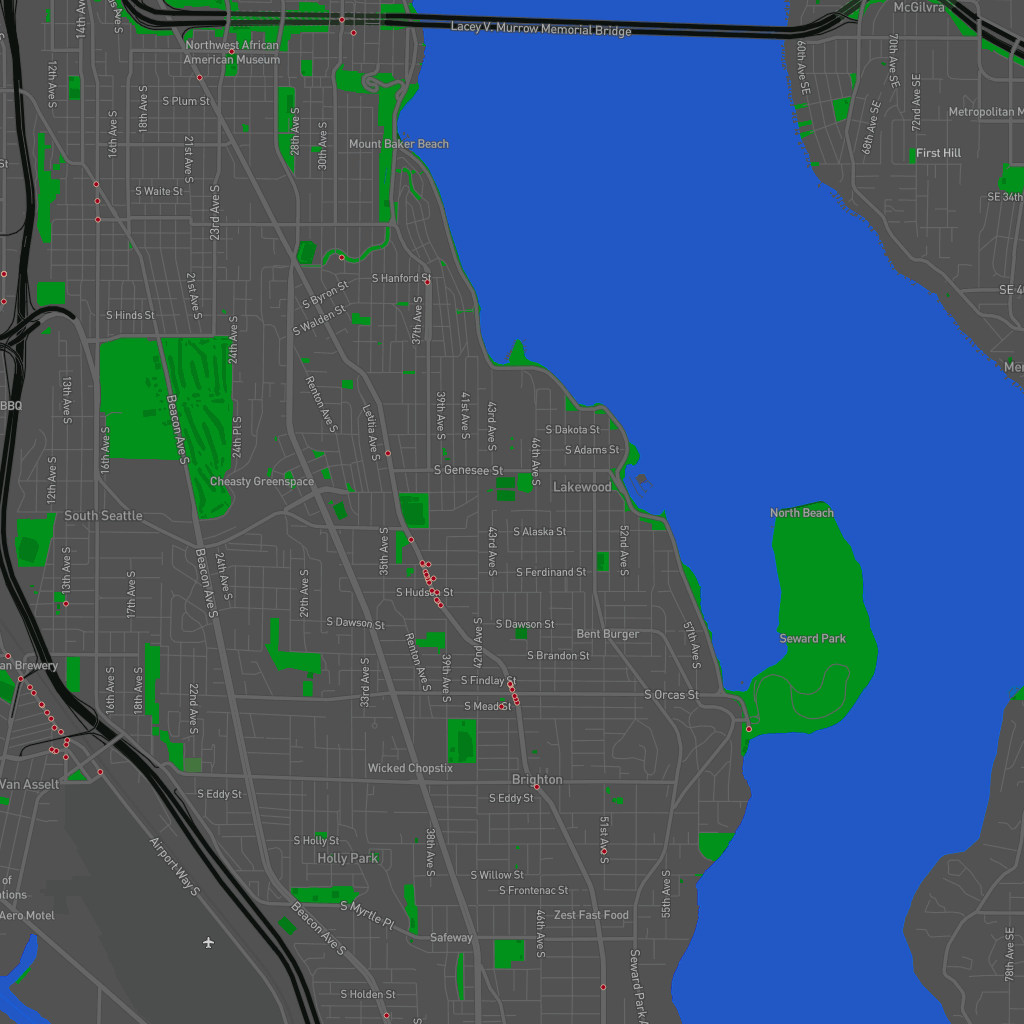 14th Ave S
McGilvra
Lacey V. Murrow Memorial Bridge
Northwest African
American Museum
60th Ave SE
70th Ave S
12th Ave S
S Plum St
18th Ave S
16th Ave S
21st Ave S
28th Ave S
30th Ave S
72nd Ave SE
68th Ave SE
Metropolitan M
Mount Baker Beach
First Hill
S Waite St
23rd Ave S
SE 34th
S Hanford St
21st Ave S
S Byron St
S Walden St
SE 4
S Hinds St
24th Ave S
37th Ave S
Mer
13th Ave S
BBQ
Beacon Ave S
24th Pl S
16th Ave S
Renton Ave S
Letitia Ave S
39th Ave S
41st Ave S
43rd Ave S
46th Ave S
S Dakota St
S Adams St
S Genesee St
12th Ave S
Cheasty Greenspace
Lakewood
South Seattle
North Beach
S Alaska St
43rd Ave S
52nd Ave S
35th Ave S
13th Ave S
17th Ave S
Beacon Ave S
24th Ave S
29th Ave S
S Ferdinand St
S Hudson St
S Dawson St
S Dawson St
Bent Burger
57th Ave S
Seward Park
Renton Ave S
39th Ave S
42nd Ave S
S Brandon St
an Brewery
16th Ave S
18th Ave S
22nd Ave S
33rd Ave S
S Findlay St
S Orcas St
S Mead St
Wicked Chopstix
Brighton
Van Asselt
S Eddy St
S Eddy St
Airport Way S
S Holly St
Holly Park
38th Ave S
51st Ave S
S Willow St
S Frontenac St
55th Ave S
of
tions
Aero Motel
Beacon Ave S
S Myrtle Pl
Safeway
46th Ave S
Zest Fast Food
Seward Park A
78th Ave SE
S Holden St